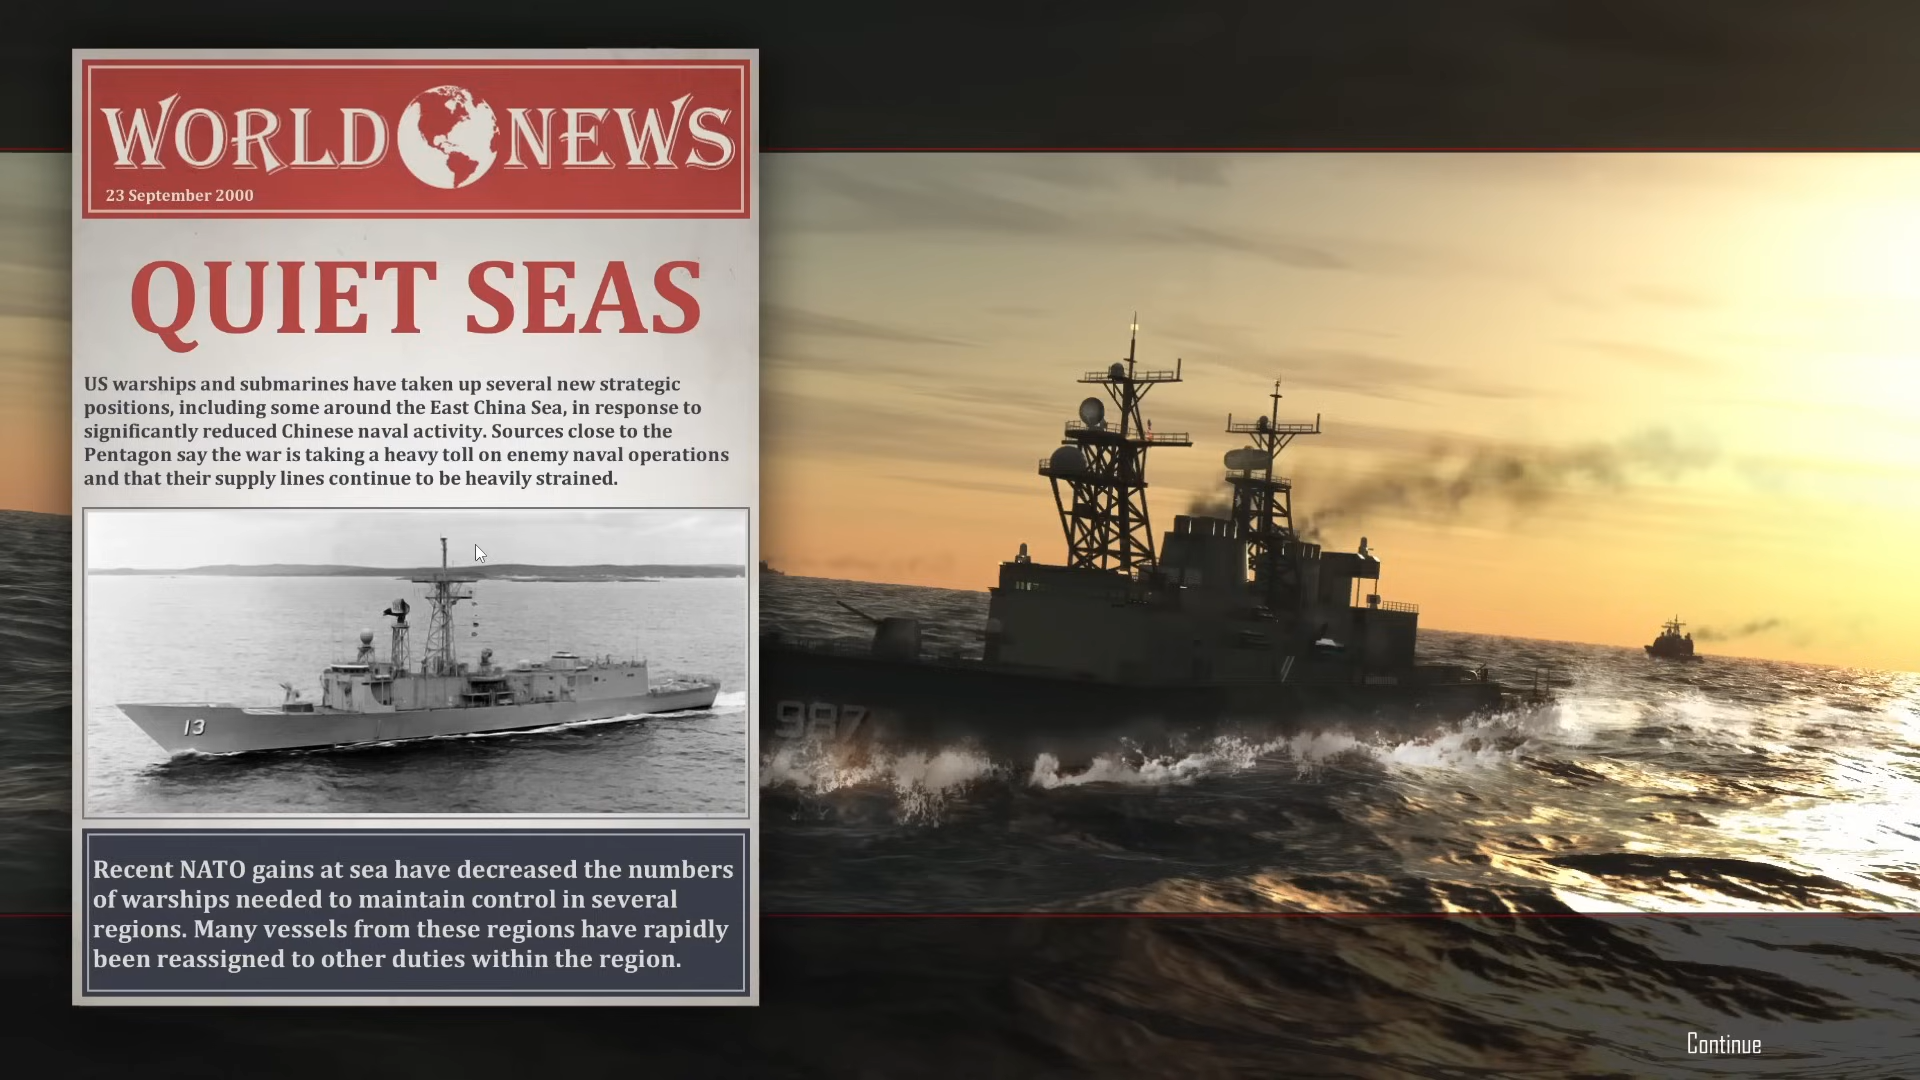 WORLD NEWS
23 September 2000
QUIET SEAS
US warships and submarines have taken up several new strategic
positions, including some around the East China Sea, in response to
significantly reduced Chinese naval activity. Sources close to the
Pentagon say the war is taking a heavy toll on enemy naval operations
and that their supply lines continue to be heavily strained.
13
987
Recent NATO gains at sea have decreased the numbers
of warships needed to maintain control in several
regions. Many vessels from these regions have rapidly
been reassigned to other duties within the region.
Continue